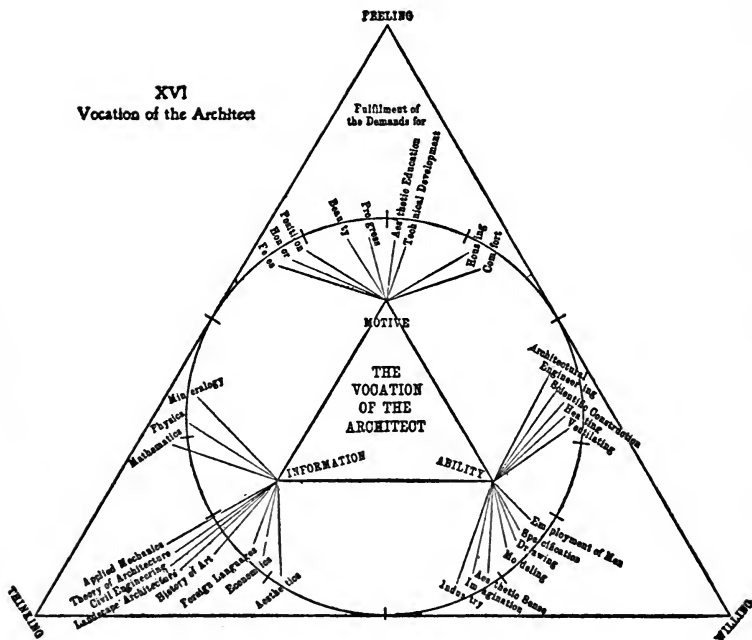 FEELING
XVI
Vocation of the Architect
Fulfilment of
the Demands for
Fees
Honor
Position
Beauty
Progress
Aesthetic Education
Technical Development
Housing
Comfort
MOTIVE
THE
VOCATION
OF THE
ARCHITECT
INFORMATION
ABILITY
Mineralogy
Physics
Mathematics
Architectural
Engineering
Scientific Construction
Heating
Ventilating
Applied Mechanics
Theory of Architecture
Civil Engineering
Landscape Architecture
History of Art
Foreign Languages
Economics
Aesthetics
Employment of Men
Specification
Drawing
Modeling
Aesthetic Sense
Imagination
Industry
THINKING
WILLING